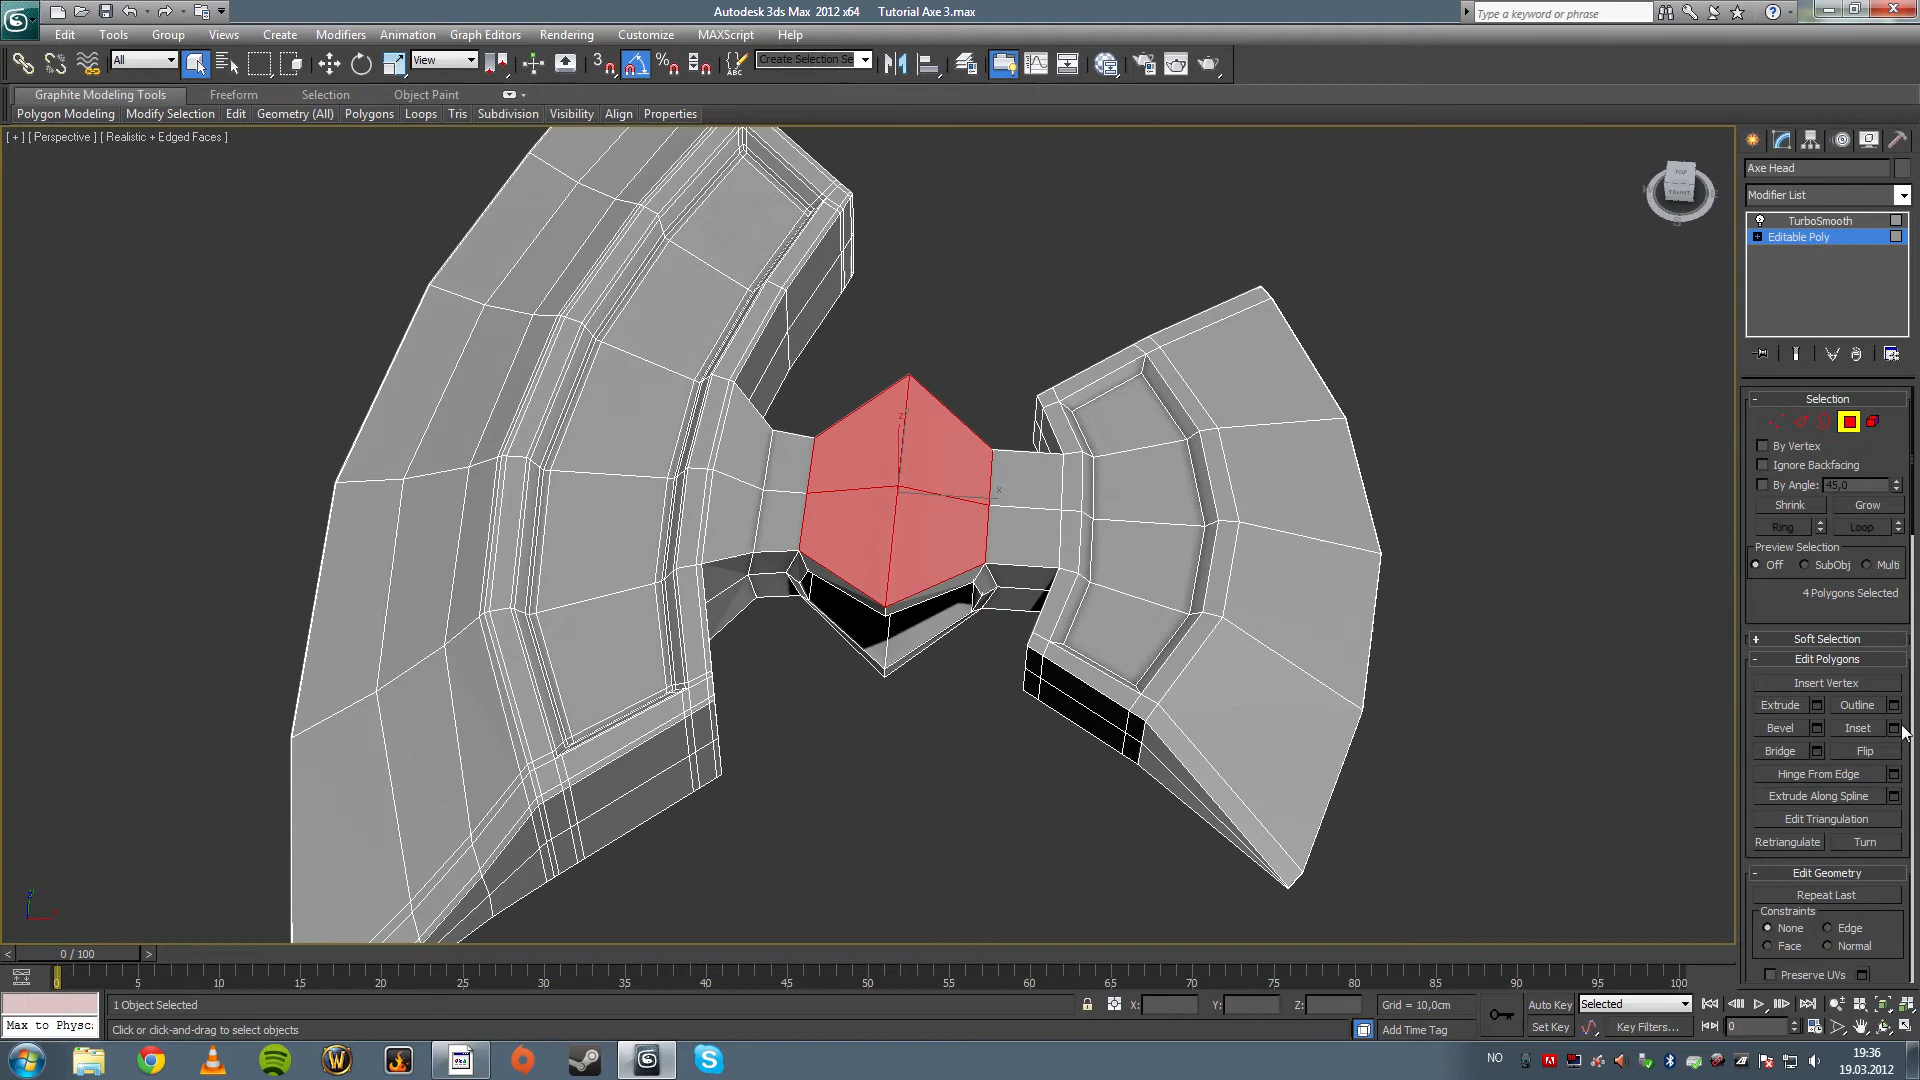 Autodesk 3ds Max 2012 x64 Tutorial Axe 3.max
Type a keyword or phrase
Edit Tools Group Views Create Modifiers Animation Graph Editors Rendering Customize MAXScript Help
All View Create Selection Se
Graphite Modeling Tools Freeform Selection Object Paint
Polygon Modeling Modify Selection Edit Geometry (All) Polygons Loops Tris Subdivision Visibility Align Properties
[ + ] [ Perspective ] [ Realistic + Edged Faces ]
TOP
FRONT
Axe Head
Modifier List
TurboSmooth
Editable Poly
Selection
By Vertex
Ignore Backfacing
By Angle: 45,0
Shrink Grow
Ring Loop
Preview Selection
Off SubObj Multi
4 Polygons Selected
Soft Selection
Edit Polygons
Insert Vertex
Extrude Outline
Bevel Inset
Bridge Flip
Hinge From Edge
Extrude Along Spline
Edit Triangulation
Retriangulate Turn
Edit Geometry
Repeat Last
Constraints
None Edge
Face Normal
Preserve UVs
z
x
z
< 0 / 100 >
0 5 10 15 20 25 30 35 40 45 50 55 60 65 70 75 80 85 90 95 100
1 Object Selected X: Y: Z: Grid = 10,0cm Auto Key Selected
Max to Physc:
Click or click-and-drag to select objects Add Time Tag Set Key Key Filters... 0
NO 19:36
19.03.2012